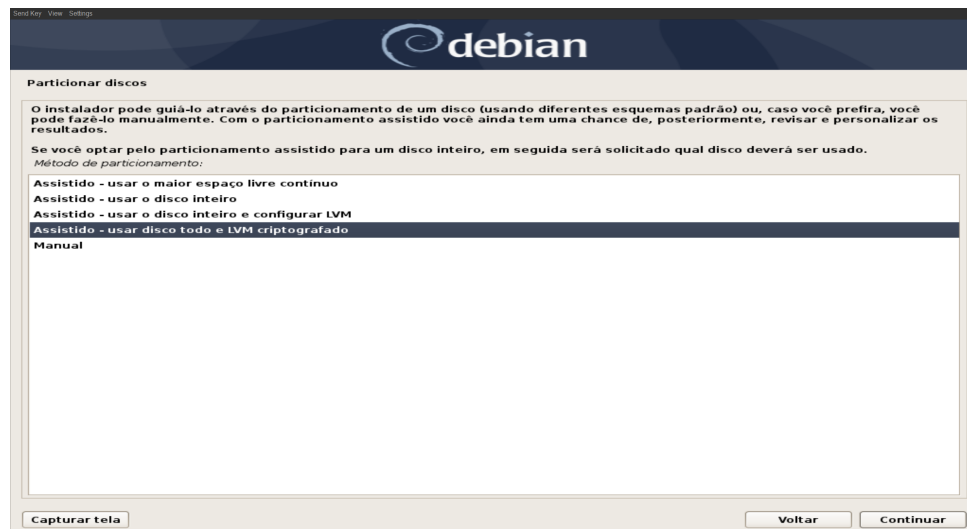 Send Key View Settings
debian
Particionar discos
O instalador pode guiá-lo através do particionamento de um disco (usando diferentes esquemas padrão) ou, caso você prefira, você
pode fazê-lo manualmente. Com o particionamento assistido você ainda tem uma chance de, posteriormente, revisar e personalizar os
resultados.
Se você optar pelo particionamento assistido para um disco inteiro, em seguida será solicitado qual disco deverá ser usado.
Método de particionamento:
Assistido - usar o maior espaço livre contínuo
Assistido - usar o disco inteiro
Assistido - usar o disco inteiro e configurar LVM
Assistido - usar disco todo e LVM criptografado
Manual
Capturar tela
Voltar
Continuar